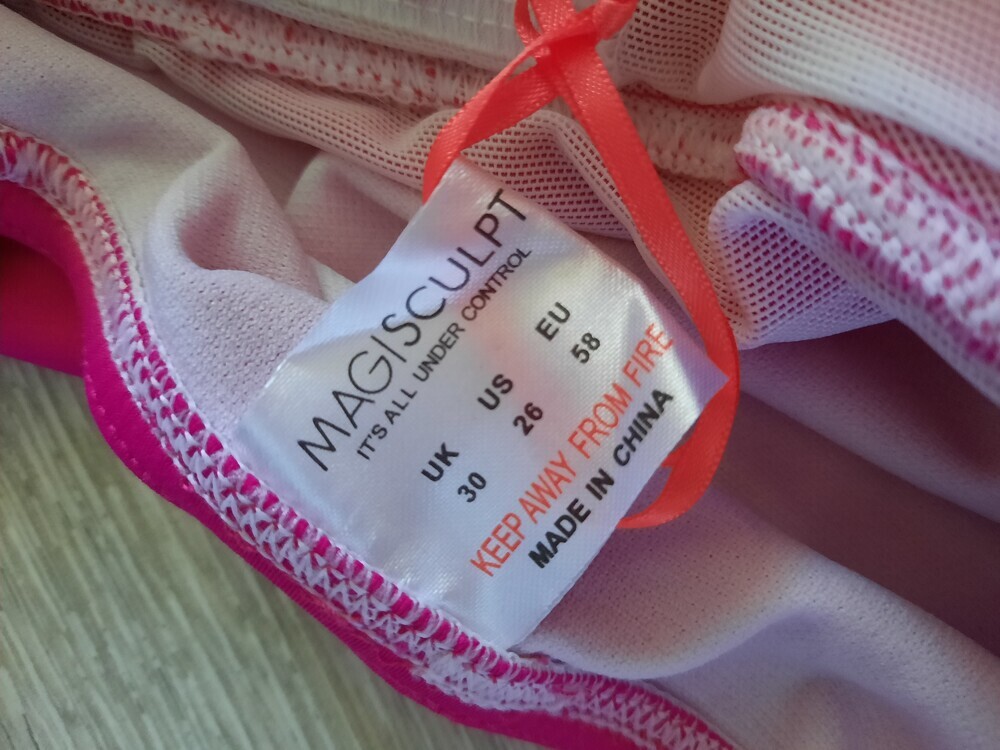 MAGISCULPT
IT'S ALL UNDER CONTROL
UK US EU
30 26 58
KEEP AWAY FROM FIRE
MADE IN CHINA